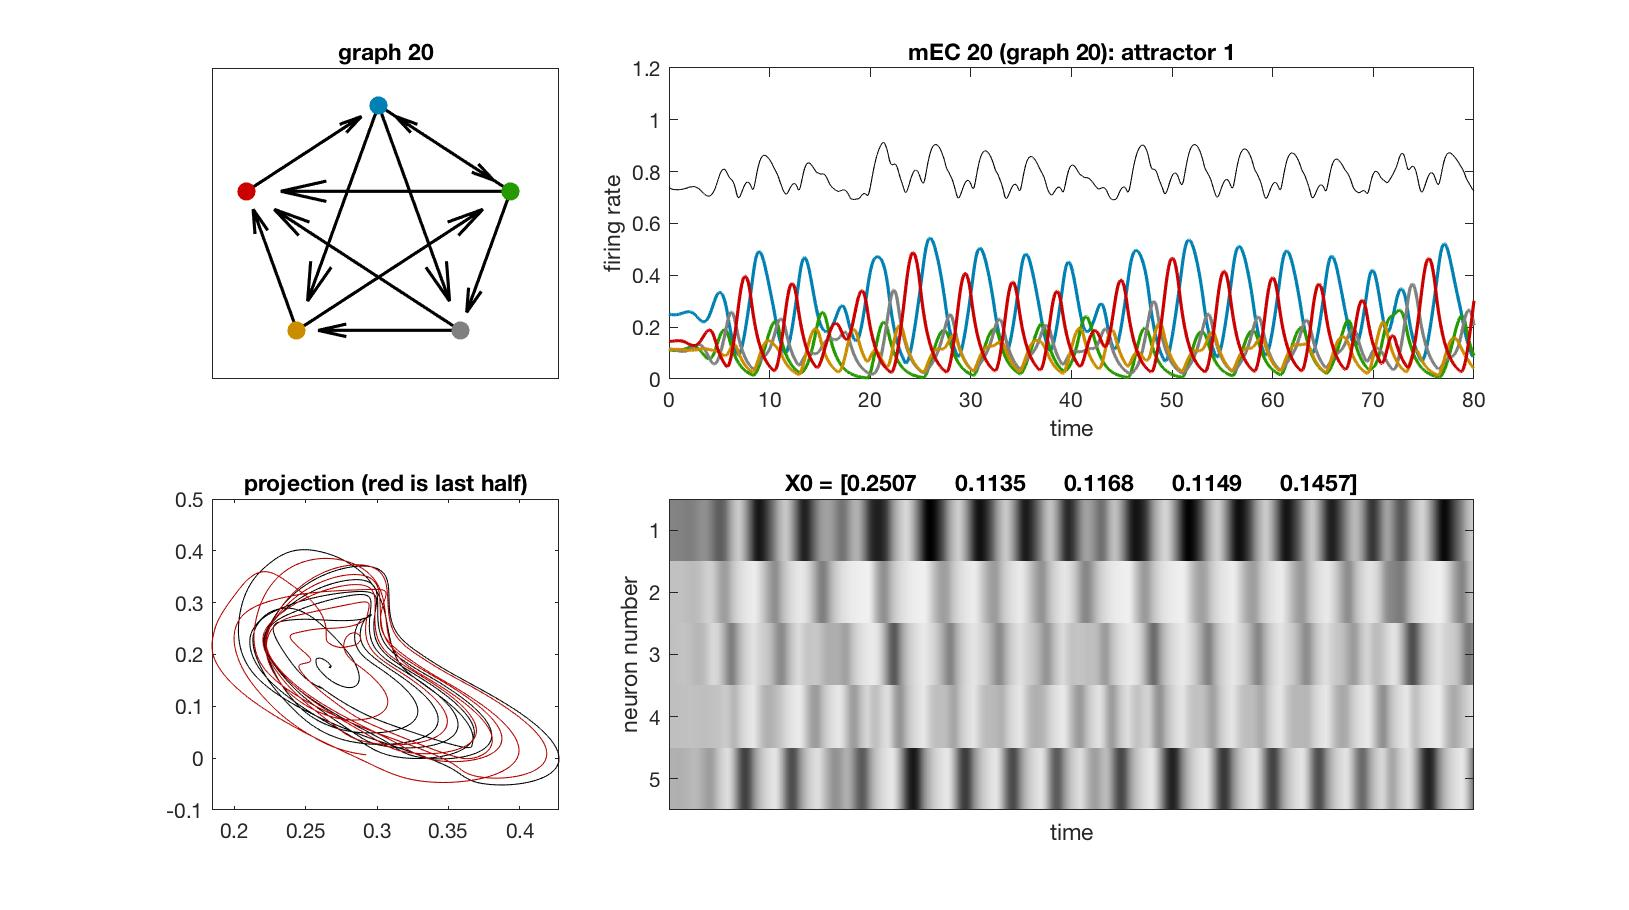 graph 20
mEC 20 (graph 20): attractor 1
1.2
1
0.8
0.6
0.4
0.2
0
firing rate
0 10 20 30 40 50 60 70 80
time
projection (red is last half)
0.5
0.4
0.3
0.2
0.1
0
-0.1
0.2 0.25 0.3 0.35 0.4
X0 = [0.2507 0.1135 0.1168 0.1149 0.1457]
1
2
3
4
5
neuron number
time